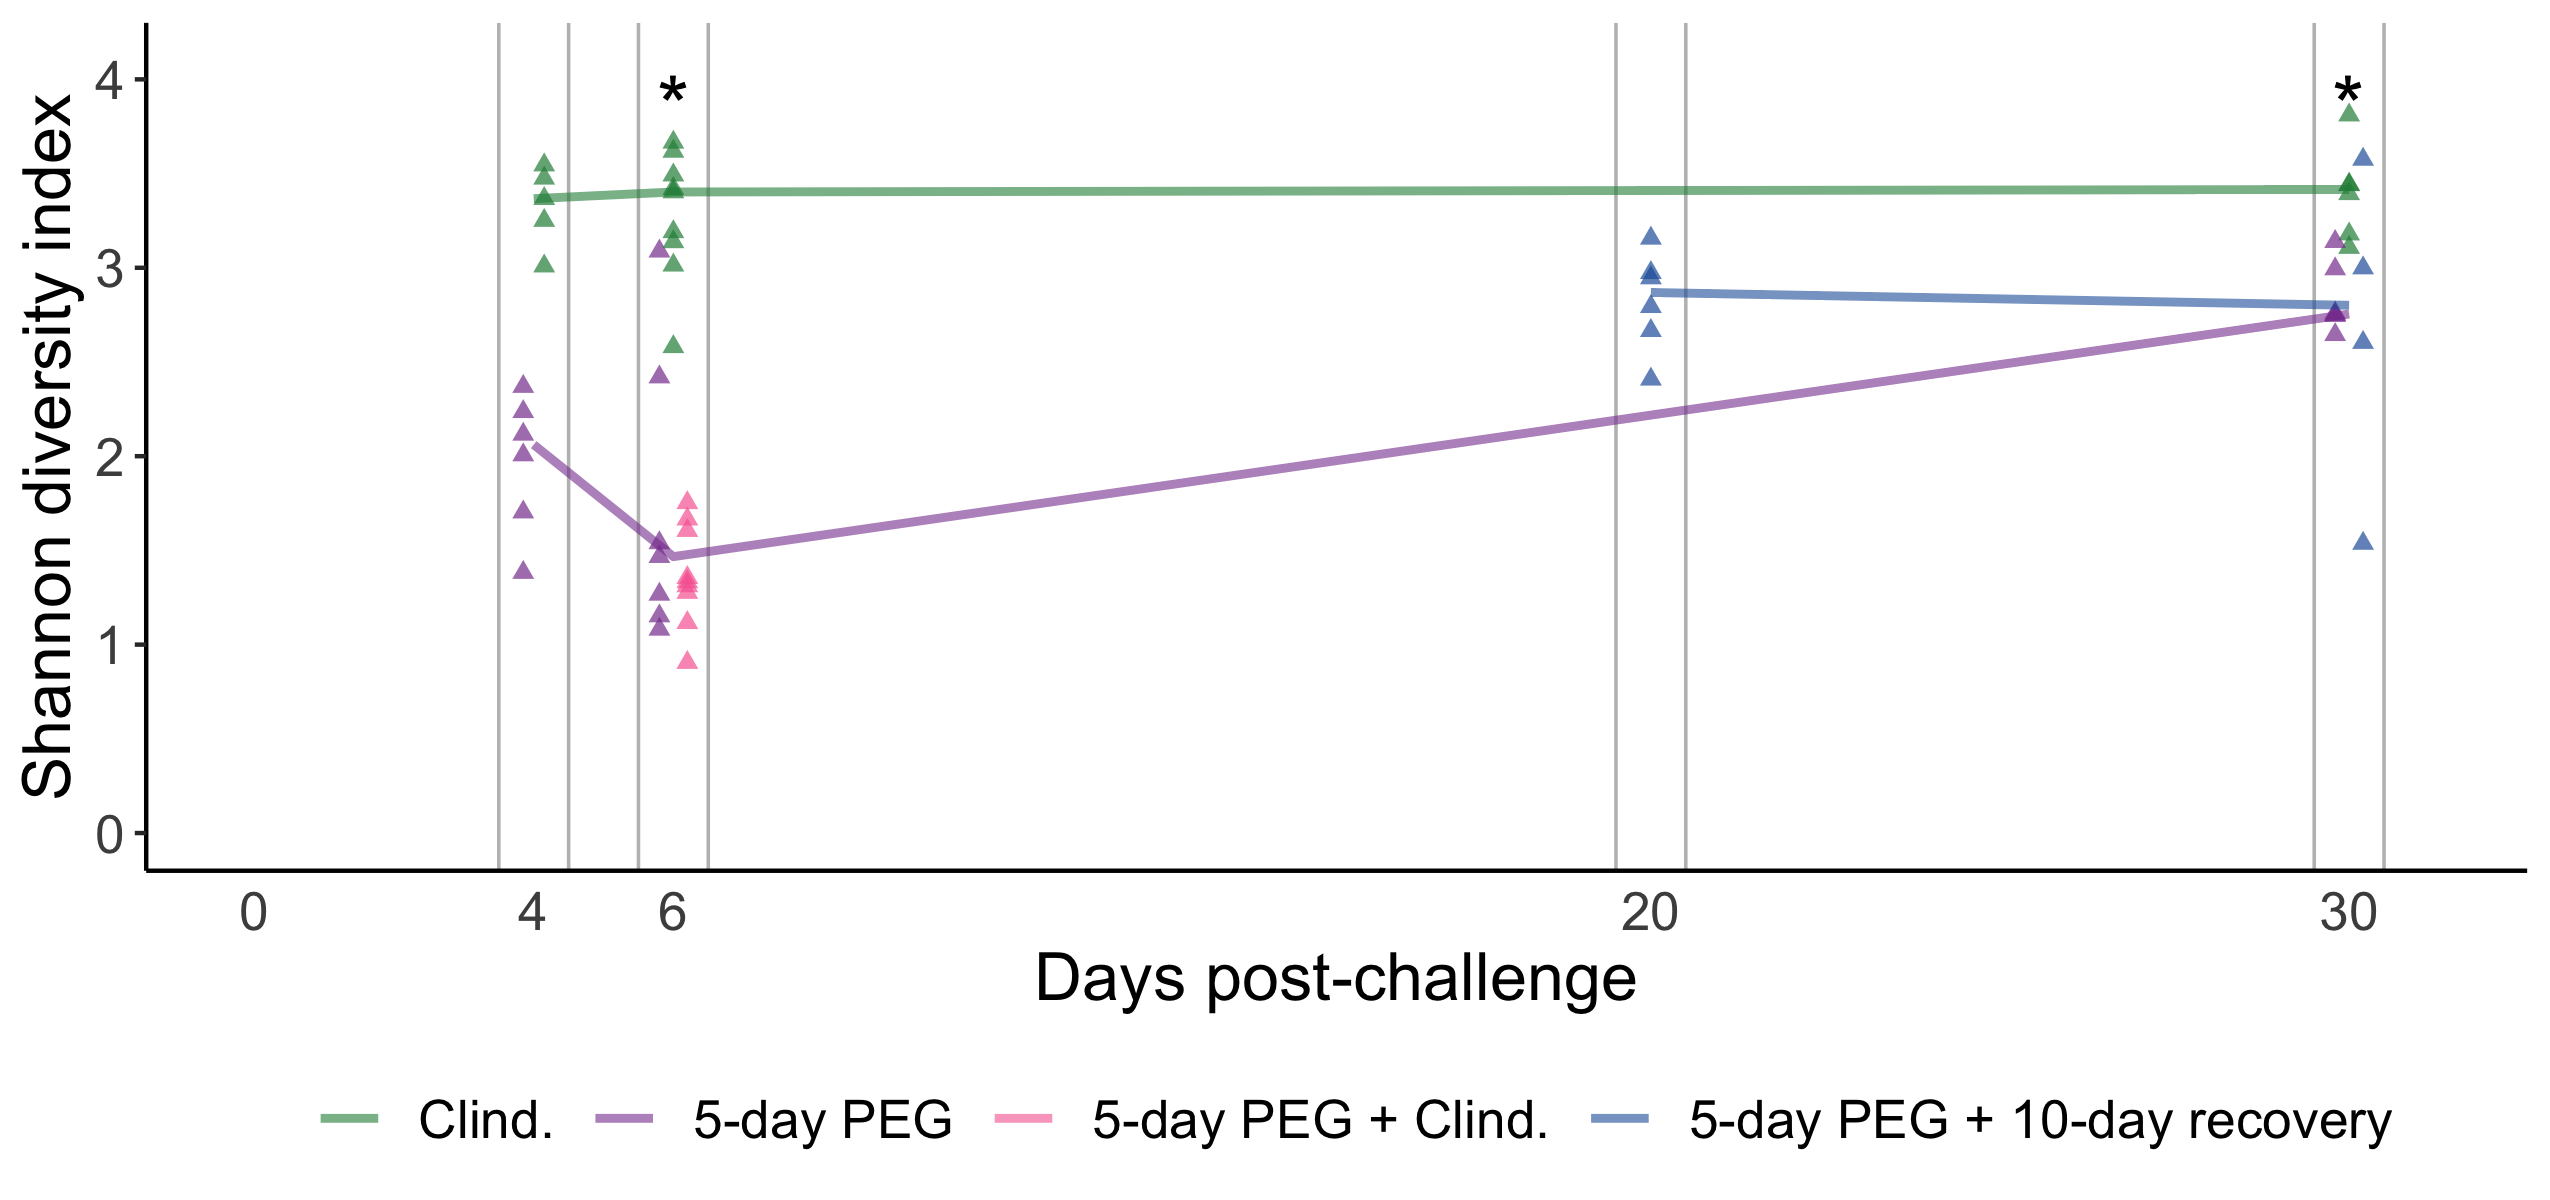 Shannon diversity index
4
3
2
1
0
*
*
0 4 6 20 30
Days post-challenge
Clind. 5-day PEG 5-day PEG + Clind. 5-day PEG + 10-day recovery